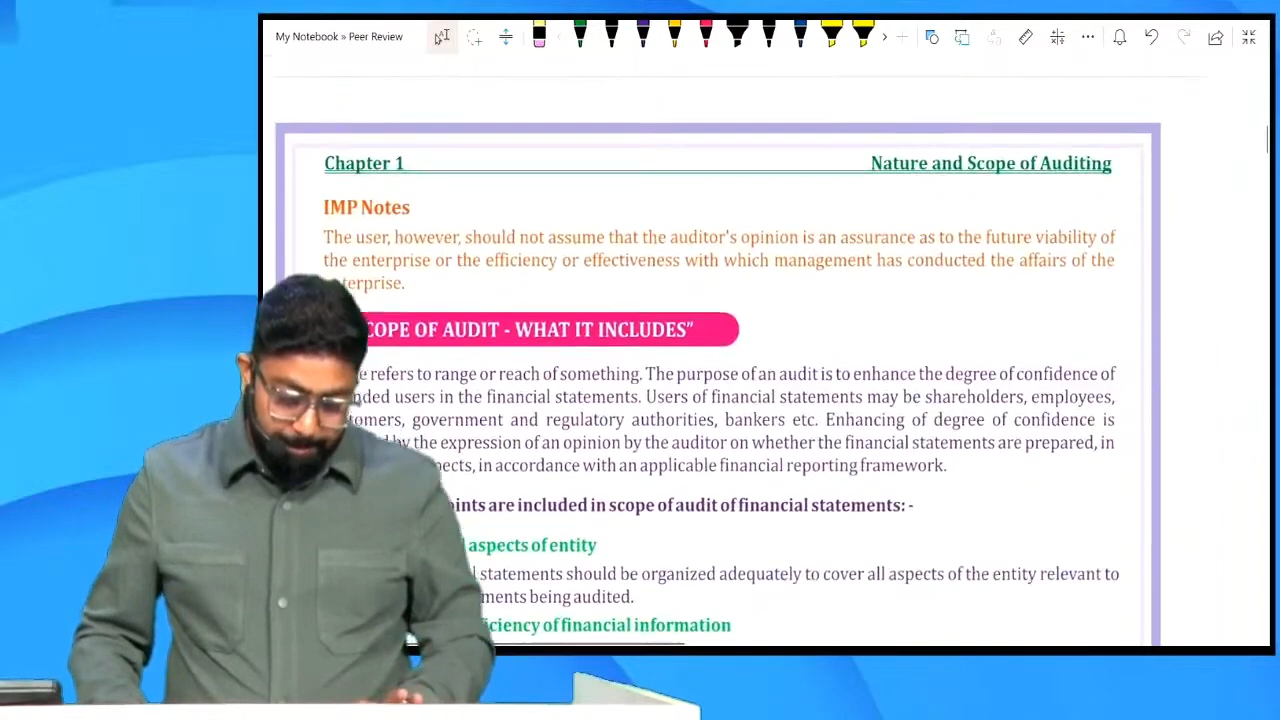 My Notebook » Peer Review
Chapter 1 Nature and Scope of Auditing
IMP Notes
The user, however, should not assume that the auditor's opinion is an assurance as to the future viability of
the enterprise or the efficiency or effectiveness with which management has conducted the affairs of the
terprise.
COPE OF AUDIT - WHAT IT INCLUDES”
refers to range or reach of something. The purpose of an audit is to enhance the degree of confidence of
nded users in the financial statements. Users of financial statements may be shareholders, employees,
tomers, government and regulatory authorities, bankers etc. Enhancing of degree of confidence is
by the expression of an opinion by the auditor on whether the financial statements are prepared, in
pects, in accordance with an applicable financial reporting framework.
ints are included in scope of audit of financial statements: -
aspects of entity
statements should be organized adequately to cover all aspects of the entity relevant to
ments being audited.
iciency of financial information